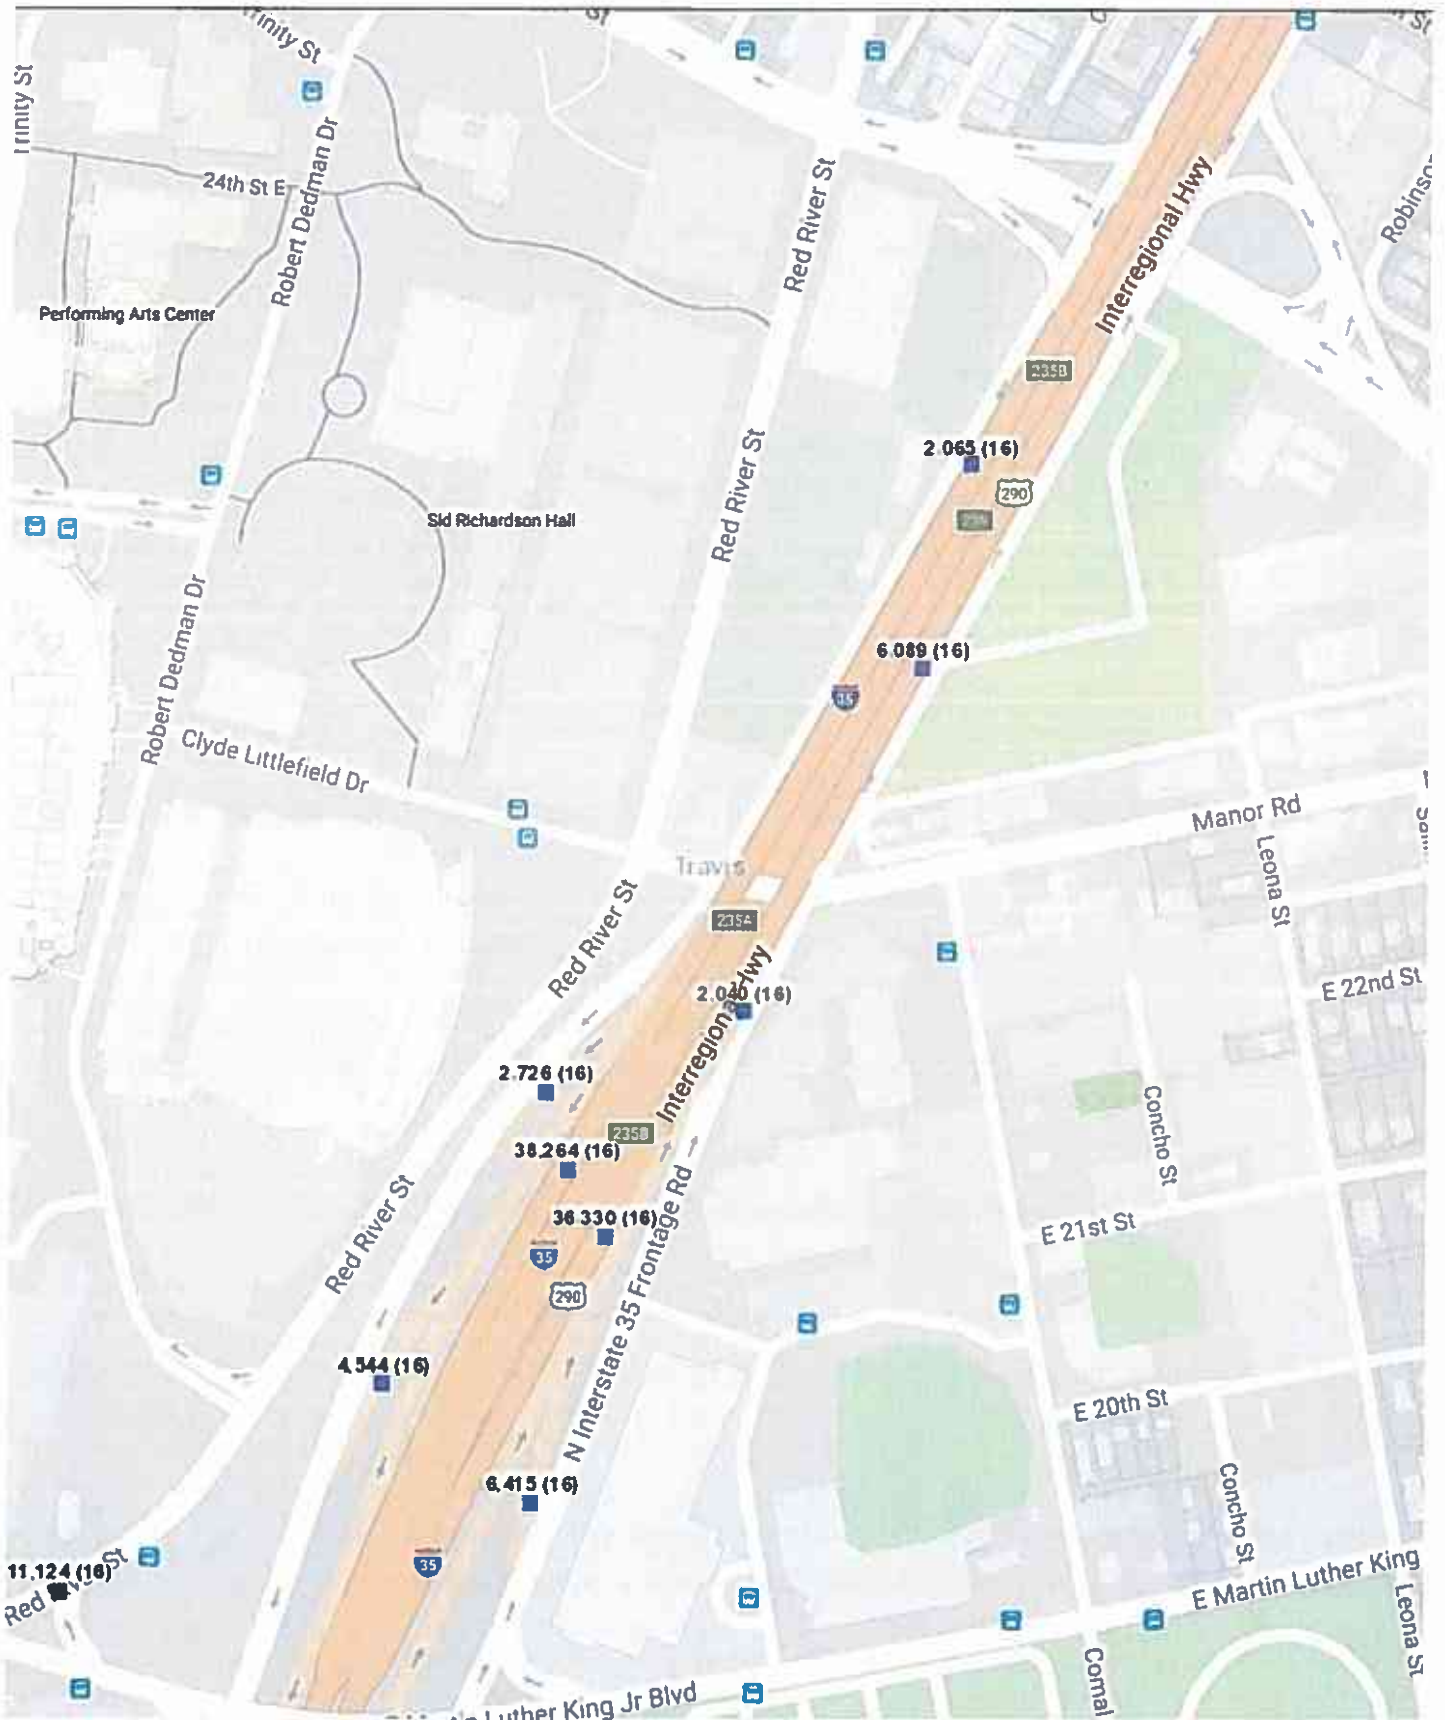 Trinity St
St
St
Trinity St
Robert Dedman Dr
24th St E
Red River St
Interregional Hwy
Performing Arts Center
235B
2.065 (16)
290
Red River St
Sid Richardson Hall
6.089 (16)
35
Robert Dedman Dr
Clyde Littlefield Dr
Manor Rd
Leona St
Travis
235A
Red River St
E 22nd St
Interregional Hwy
2.040 (16)
2.726 (16)
Concho St
235B
38,264 (16)
36 330 (16)
E 21st St
35
290
Red River St
N Interstate 35 Frontage Rd
4,544 (16)
E 20th St
6,415 (16)
Concho St
35
11,124 (16)
Red River St
E Martin Luther King
Leona St
Comal
Luther King Jr Blvd